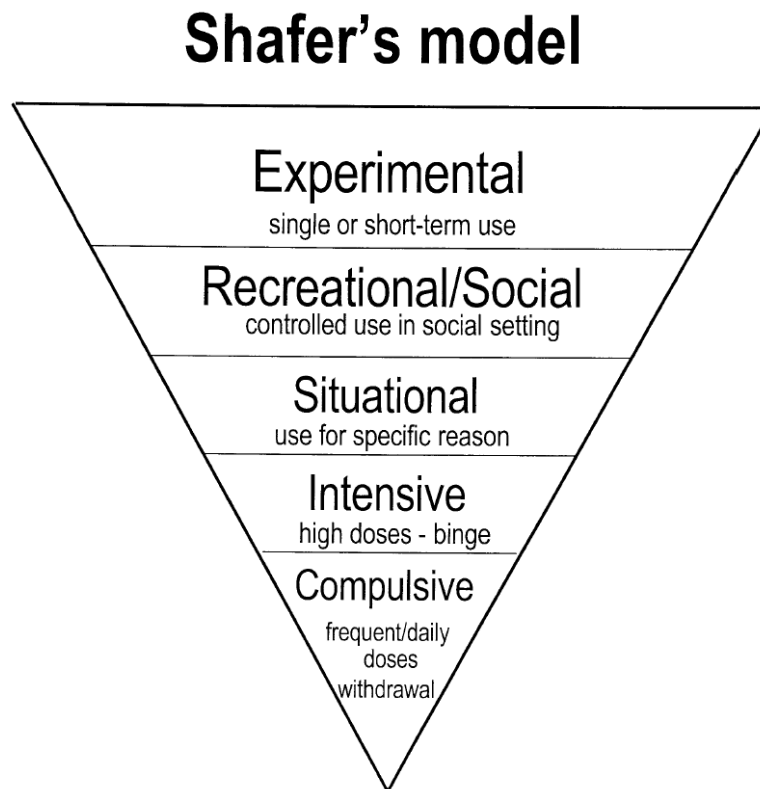 Shafer's model
Experimental
single or short-term use
Recreational/Social
controlled use in social setting
Situational
use for specific reason
Intensive
high doses - binge
Compulsive
frequent/daily
doses
withdrawal